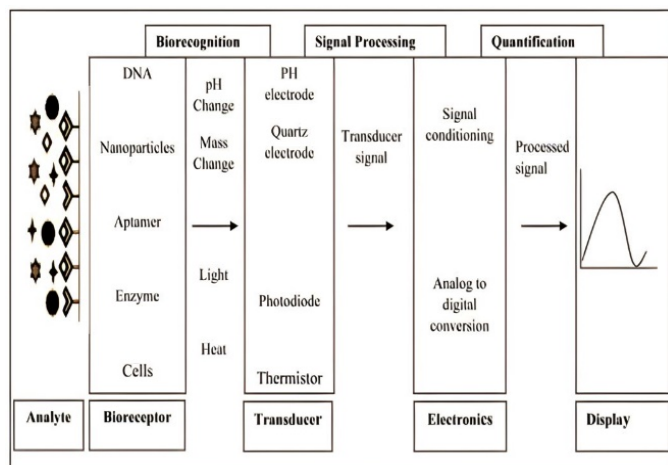 Biorecognition
Signal Processing
Quantification
DNA
Nanoparticles
Aptamer
Enzyme
Cells
pH
Change
Mass
Change
Light
Heat
PH
electrode
Quartz
electrode
Photodiode
Thermistor
Transducer
signal
Signal
conditioning
Analog to
digital
conversion
Processed
signal
Analyte
Bioreceptor
Transducer
Electronics
Display